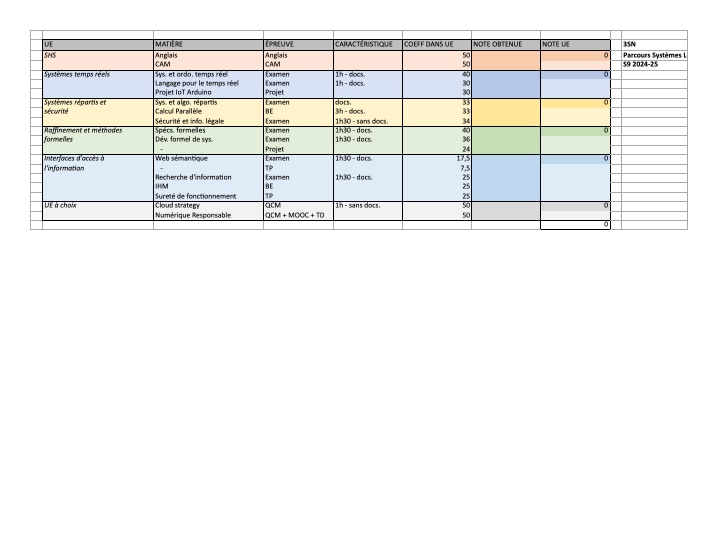 UE MATIÈRE ÉPREUVE CARACTÉRISTIQUE COEFF DANS UE NOTE OBTENUE NOTE UE 3SN
SHS Anglais Anglais 50 0 Parcours Systèmes L
CAM CAM 50 S9 2024-25
Systèmes temps réels Sys. et ordo. temps réel Examen 1h - docs. 40 0
Langage pour le temps réel Examen 1h - docs. 30
Projet IoT Arduino Projet 30
Systèmes répartis et Sys. et algo. répartis Examen docs. 33 0
sécurité Calcul Parallèle BE 3h - docs. 33
Sécurité et info. légale Examen 1h30 - sans docs. 34
Raffinement et méthodes Spécs. formelles Examen 1h30 - docs. 40 0
formelles Dév. formel de sys. Examen 1h30 - docs. 36
- Projet 24
Interfaces d'accès à Web sémantique Examen 1h30 - docs. 17,5 0
l'information - TP 7,5
Recherche d'information Examen 1h30 - docs. 25
IHM BE 25
Sureté de fonctionnement TP 25
UE à choix Cloud strategy QCM 1h - sans docs. 50 0
Numérique Responsable QCM + MOOC + TD 50
0